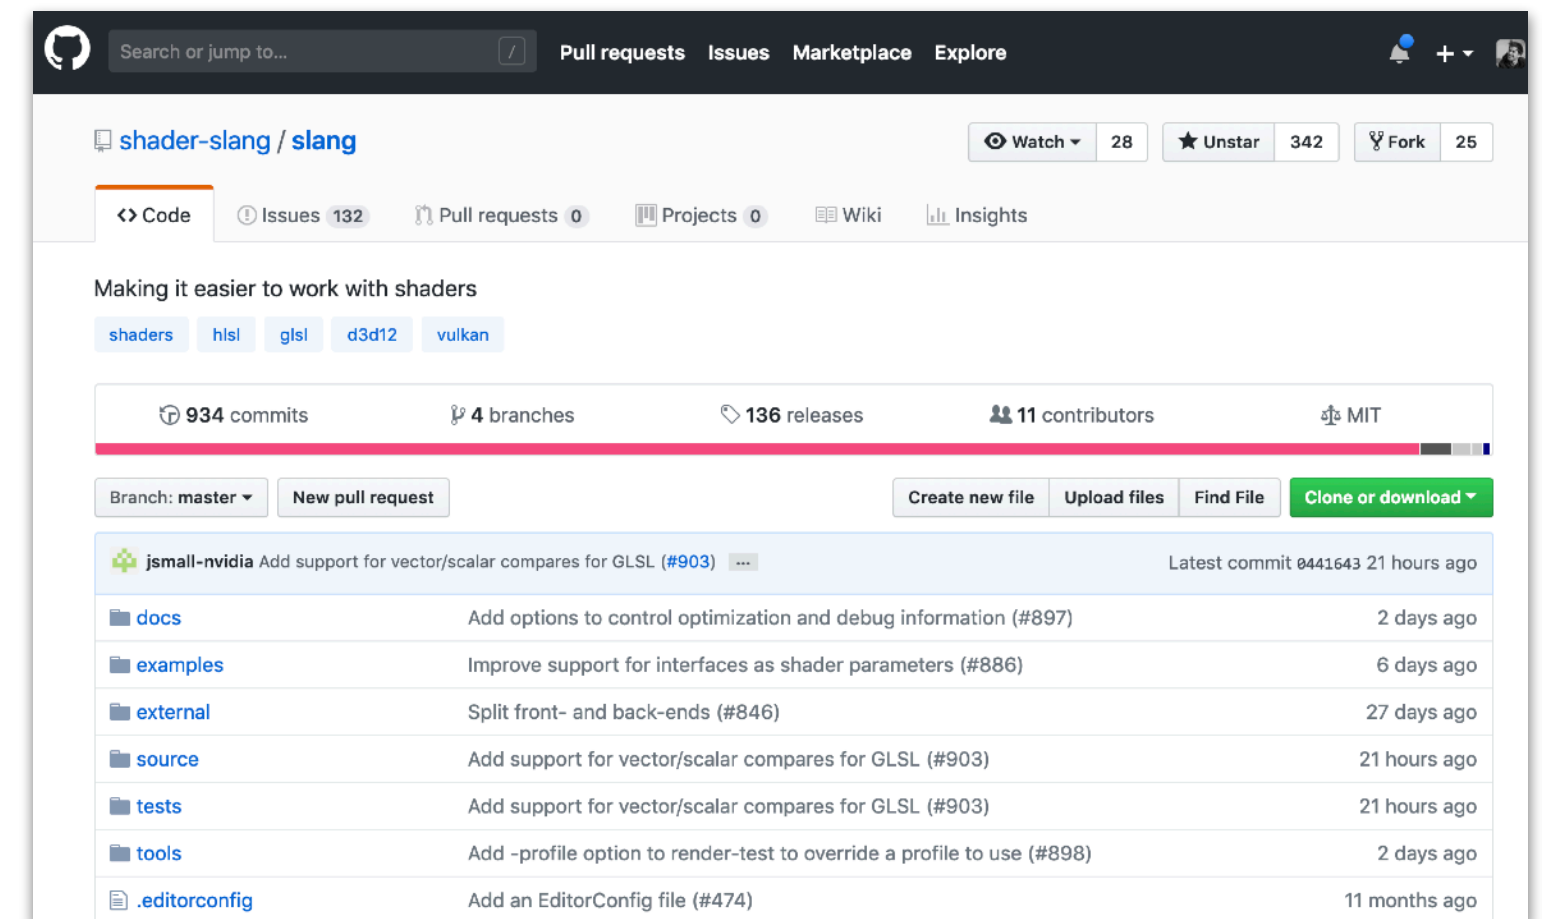 Search or jump to... /
Pull requests Issues Marketplace Explore
shader-slang / slang
Watch 28 Unstar 342 Fork 25
Code Issues 132 Pull requests 0 Projects 0 Wiki Insights
Making it easier to work with shaders
shaders hlsl glsl d3d12 vulkan
934 commits 4 branches 136 releases 11 contributors MIT
Branch: master New pull request Create new file Upload files Find File Clone or download
jsmall-nvidia Add support for vector/scalar compares for GLSL (#903) ... Latest commit 0441643 21 hours ago
docs Add options to control optimization and debug information (#897) 2 days ago
examples Improve support for interfaces as shader parameters (#886) 6 days ago
external Split front- and back-ends (#846) 27 days ago
source Add support for vector/scalar compares for GLSL (#903) 21 hours ago
tests Add support for vector/scalar compares for GLSL (#903) 21 hours ago
tools Add -profile option to render-test to override a profile to use (#898) 2 days ago
.editorconfig Add an EditorConfig file (#474) 11 months ago